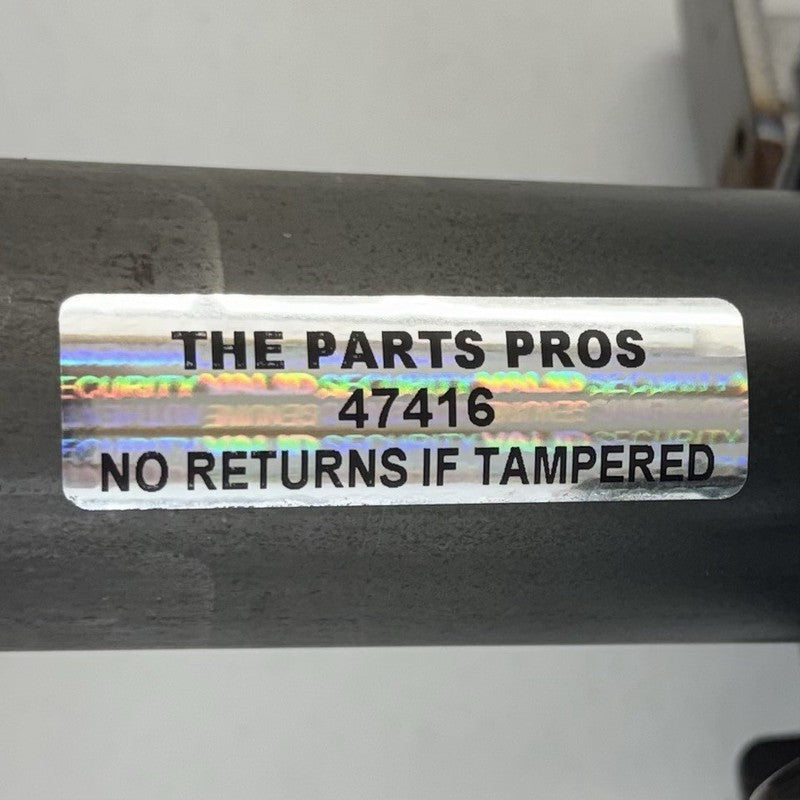 THE PARTS PROS
47416
NO RETURNS IF TAMPERED